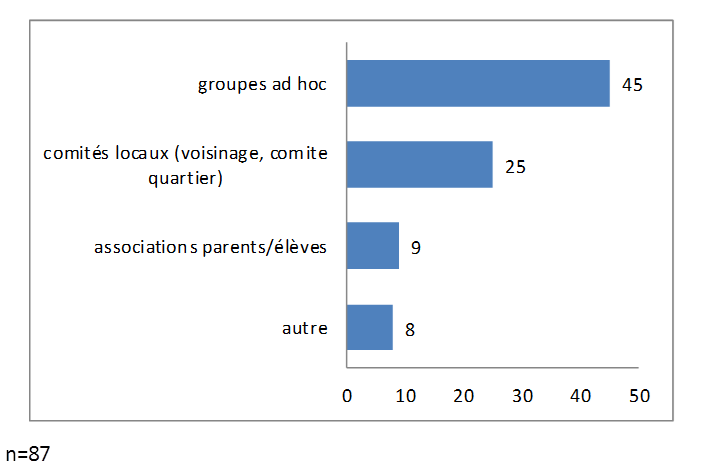 groupes ad hoc
45
comités locaux (voisinage, comite
quartier)
25
associations parents/élèves
9
autre
8
0 10 20 30 40 50
n=87